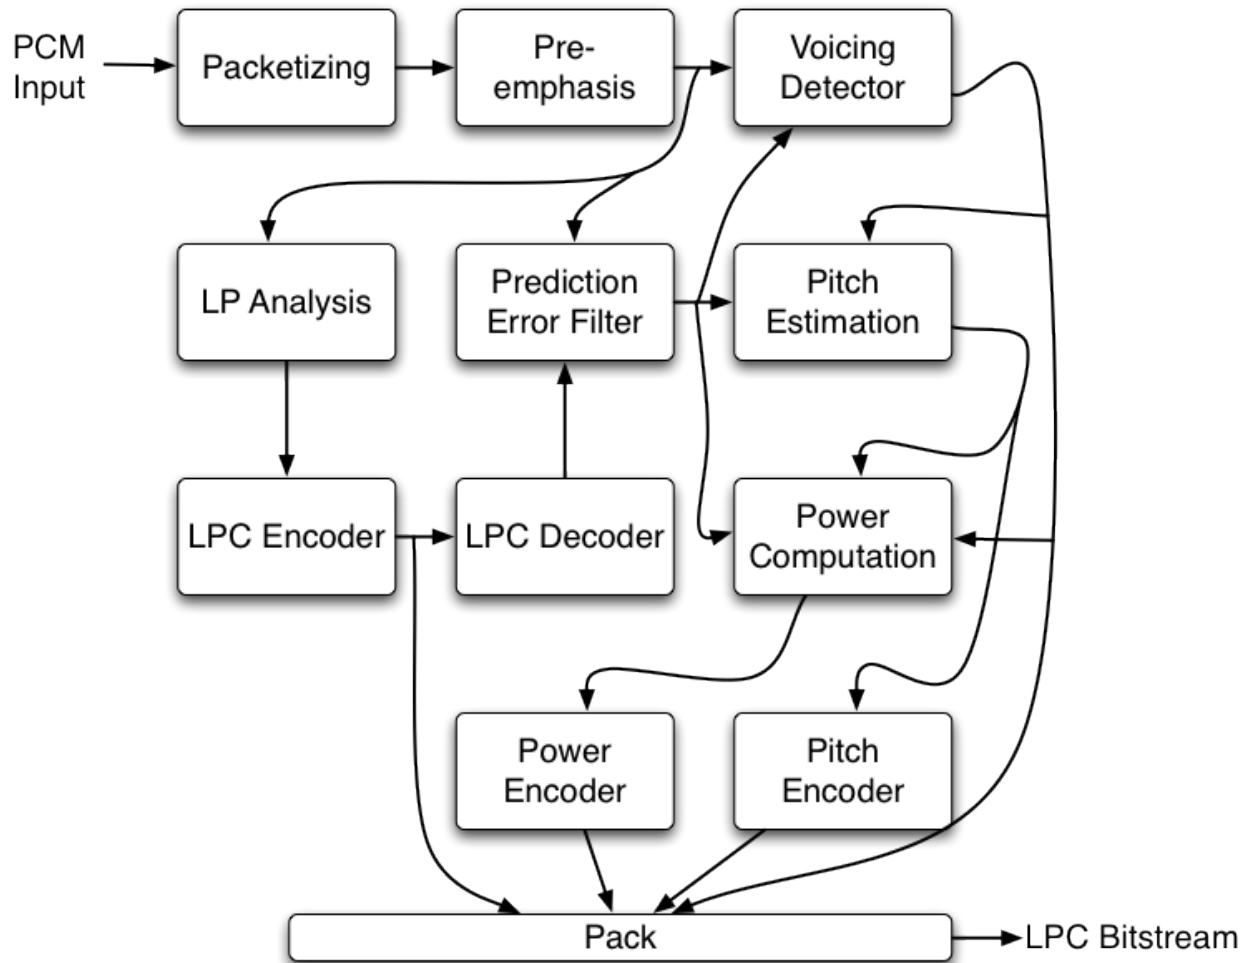 PCM
Input
Packetizing
Pre-
emphasis
Voicing
Detector
LP Analysis
Prediction
Error Filter
Pitch
Estimation
LPC Encoder
LPC Decoder
Power
Computation
Power
Encoder
Pitch
Encoder
Pack
LPC Bitstream